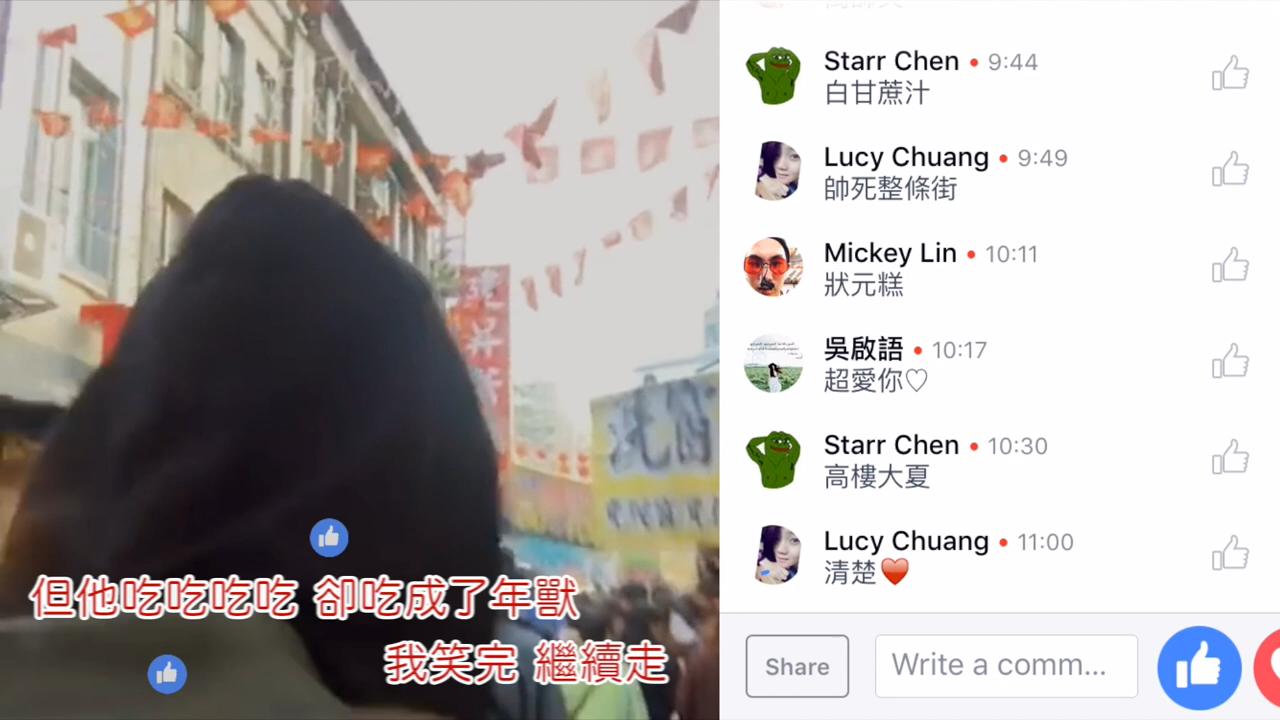 但他吃吃吃吃 卻吃成了年獸
我笑完 繼續走
Starr Chen • 9:44
白甘蔗汁
Lucy Chuang • 9:49
帥死整條街
Mickey Lin • 10:11
狀元糕
吳啟語 • 10:17
超愛你♡
Starr Chen • 10:30
高樓大夏
Lucy Chuang • 11:00
清楚❤️
Share
Write a comm...